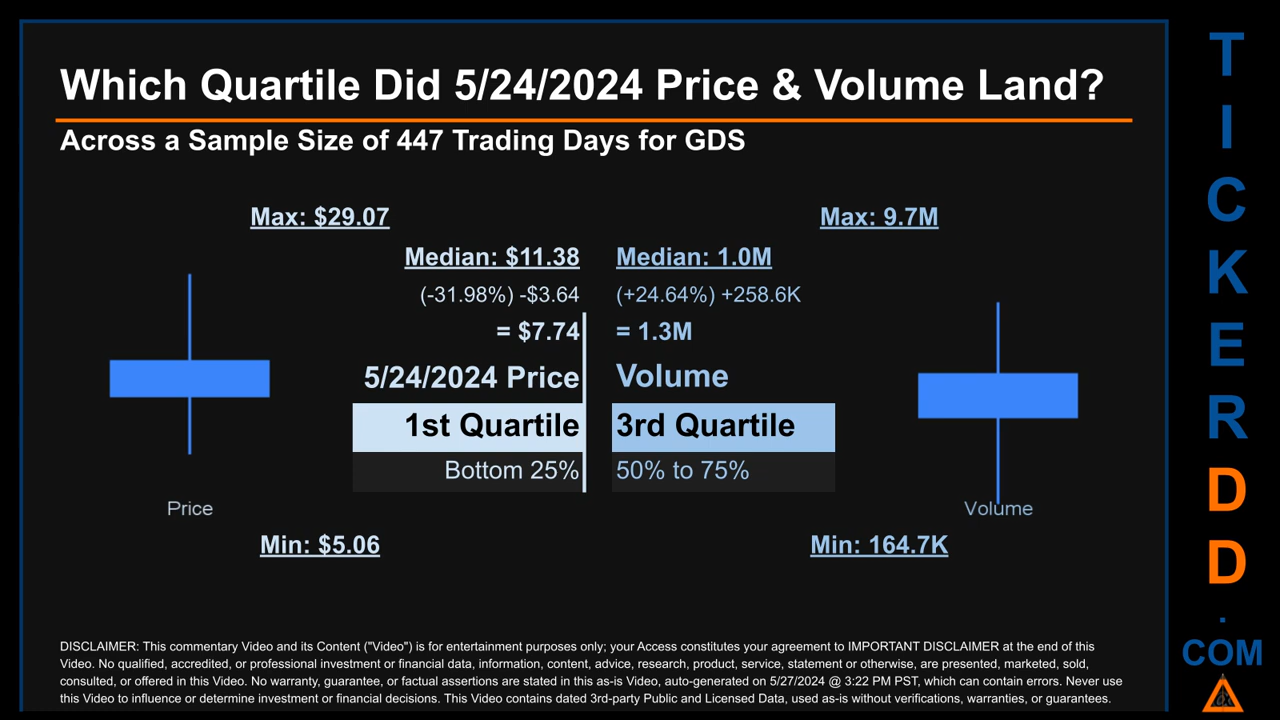 Which Quartile Did 5/24/2024 Price & Volume Land?
Across a Sample Size of 447 Trading Days for GDS
Max: $29.07
Median: $11.38
(-31.98%) -$3.64
= $7.74
5/24/2024 Price
1st Quartile
Bottom 25%
Price
Min: $5.06
Max: 9.7M
Median: 1.0M
(+24.64%) +258.6K
= 1.3M
Volume
3rd Quartile
50% to 75%
Volume
Min: 164.7K
DISCLAIMER: This commentary Video and its Content ("Video") is for entertainment purposes only; your Access constitutes your agreement to IMPORTANT DISCLAIMER at the end of this
Video. No qualified, accredited, or professional investment or financial data, information, content, advice, research, product, service, statement or otherwise, are presented, marketed, sold,
consulted, or offered in this Video. No warranty, guarantee, or factual assertions are stated in this as-is Video, auto-generated on 5/27/2024 @ 3:22 PM PST, which can contain errors. Never use
this Video to influence or determine investment or financial decisions. This Video contains dated 3rd-party Public and Licensed Data, used as-is without verifications, warranties, or guarantees.
T
I
C
K
E
R
D
D
.
COM